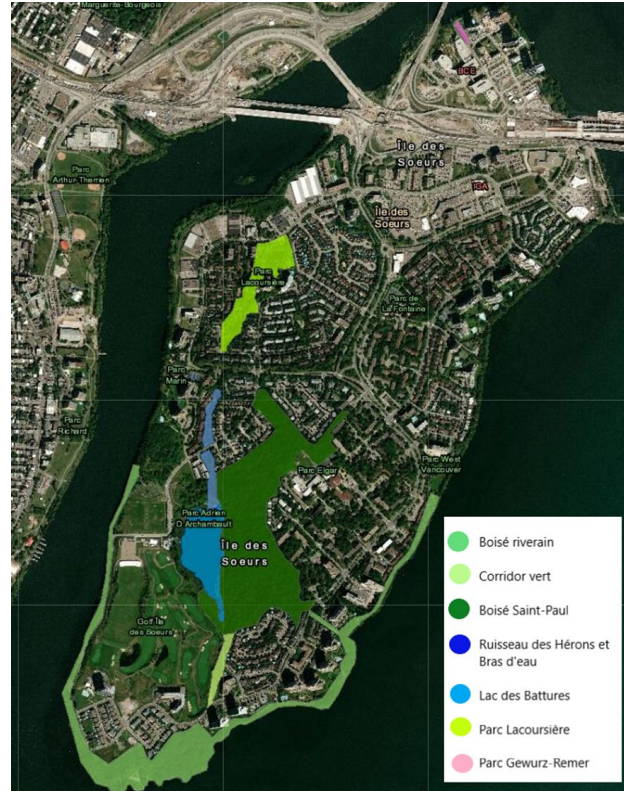 Marguerite-Bourgeois
BCE
Parc
Arthur-Therrien
Île des
Soeurs
IGA
Île des
Soeurs
Parc
Lacoursière
Parc de
La Fontaine
Parc
Marin
Parc
Richard
Parc West
Vancouver
Parc Elgar
Parc Adrien
D Archambault
Île des
Soeurs
Golf Île
des Soeurs
Boisé riverain
Corridor vert
Boisé Saint-Paul
Ruisseau des Hérons et
Bras d'eau
Lac des Battures
Parc Lacoursière
Parc Gewurz-Remer